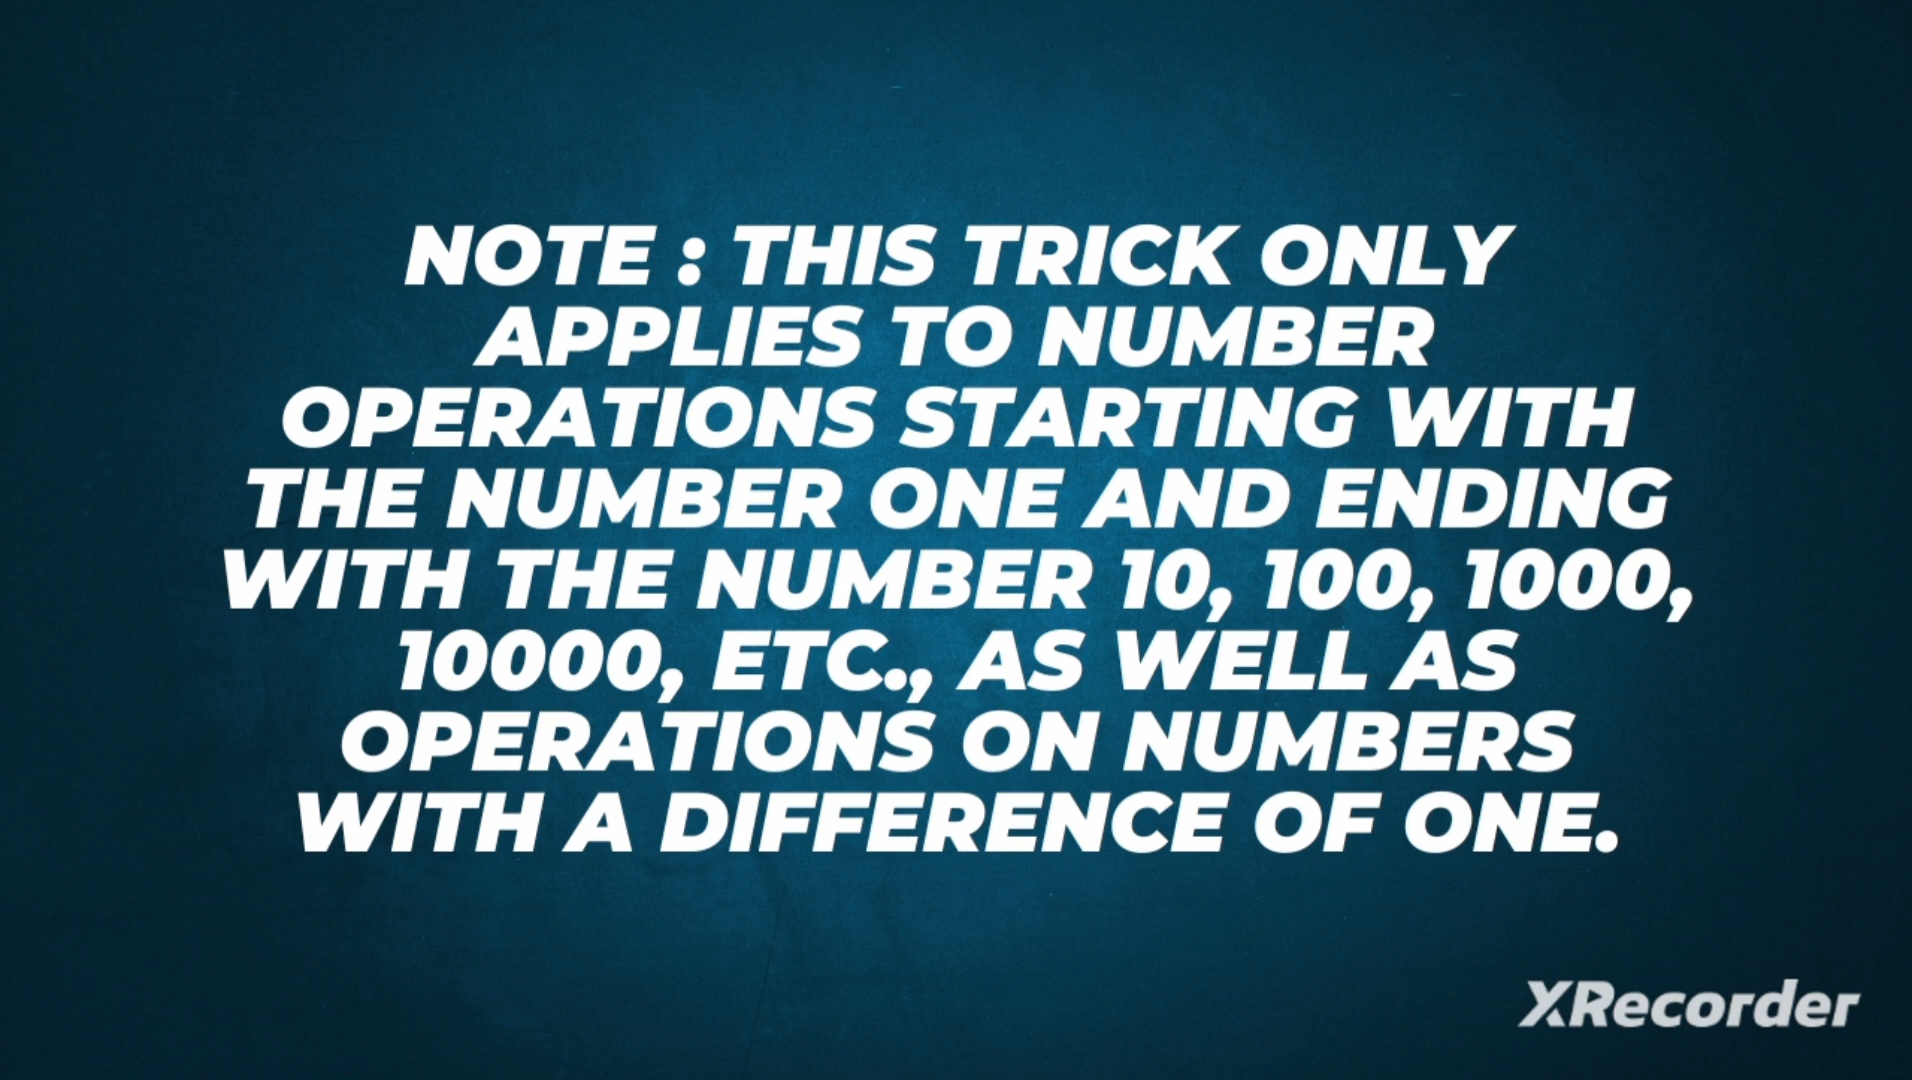 NOTE : THIS TRICK ONLY
APPLIES TO NUMBER
OPERATIONS STARTING WITH
THE NUMBER ONE AND ENDING
WITH THE NUMBER 10, 100, 1000,
10000, ETC., AS WELL AS
OPERATIONS ON NUMBERS
WITH A DIFFERENCE OF ONE.
XRecorder